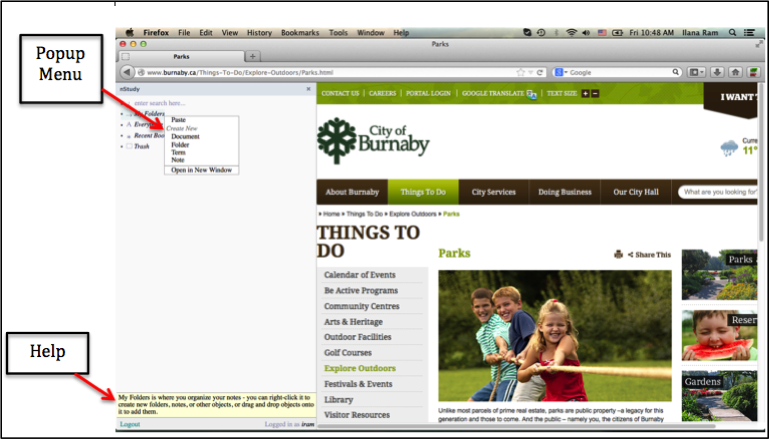 Popup
Menu
Help
Firefox File Edit View History Bookmarks Tools Window Help
Fri 10:48 AM Ilana Ram
Parks
Parks
www.burnaby.ca/Things-To-Do/Explore-Outdoors/Parks.html
Google
nStudy
enter search here...
My Folders
Recent
Trash
Paste
Create New
Document
Folder
Term
Note
Open in New Window
My Folders is where you organize your notes - you can right-click it to
create new folders, notes, or other objects, or drag and drop objects onto
it to add them.
Logout
Logged in as iram
CONTACT US | CAREERS | PORTAL LOGIN | GOOGLE TRANSLATE | TEXT SIZE + -
I WANT
City of
Burnaby
11°
About Burnaby Things To Do City Services Doing Business Our City Hall
What are you looking for?
Home » Things To Do » Explore Outdoors » Parks
THINGS TO
DO
Calendar of Events
Be Active Programs
Community Centres
Arts & Heritage
Outdoor Facilities
Golf Courses
Explore Outdoors
Festivals & Events
Library
Visitor Resources
Parks
Share This
Unlike most parcels of prime real estate, parks are public property –a legacy for this
generation and those to come. And the public – namely you, the citizens of Burnaby
Parks
Reser
Gardens